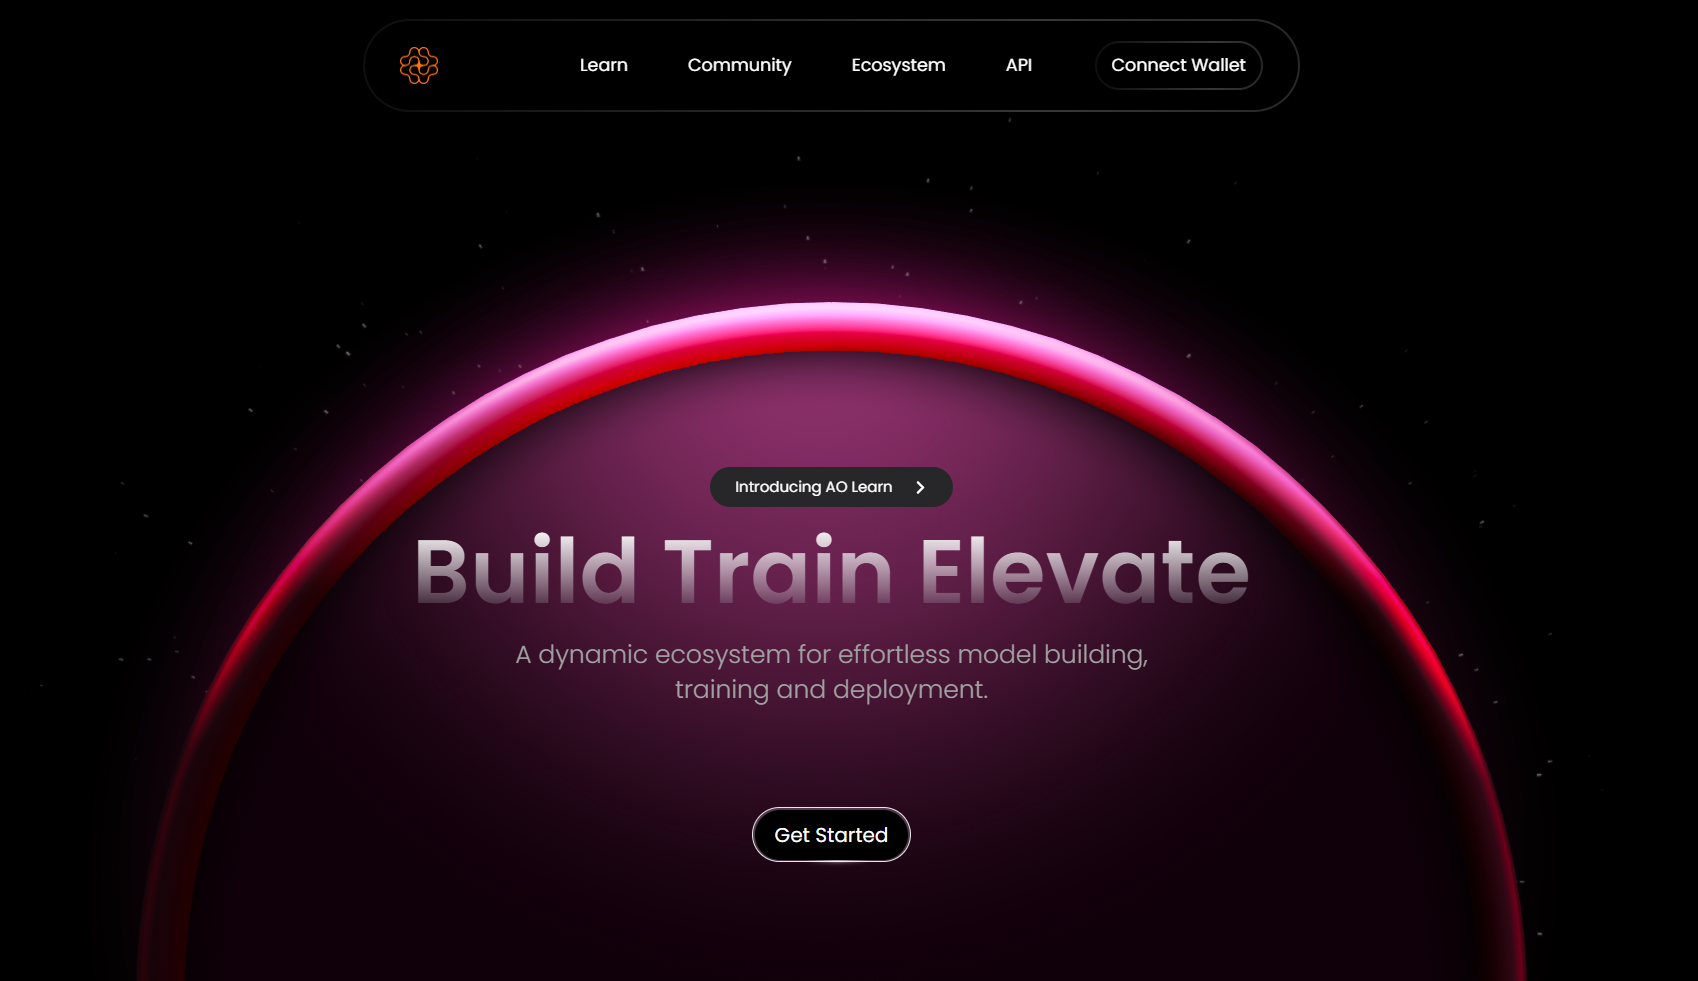 Learn Community Ecosystem API Connect Wallet
Introducing AO Learn
Build Train Elevate
A dynamic ecosystem for effortless model building,
training and deployment.
Get Started